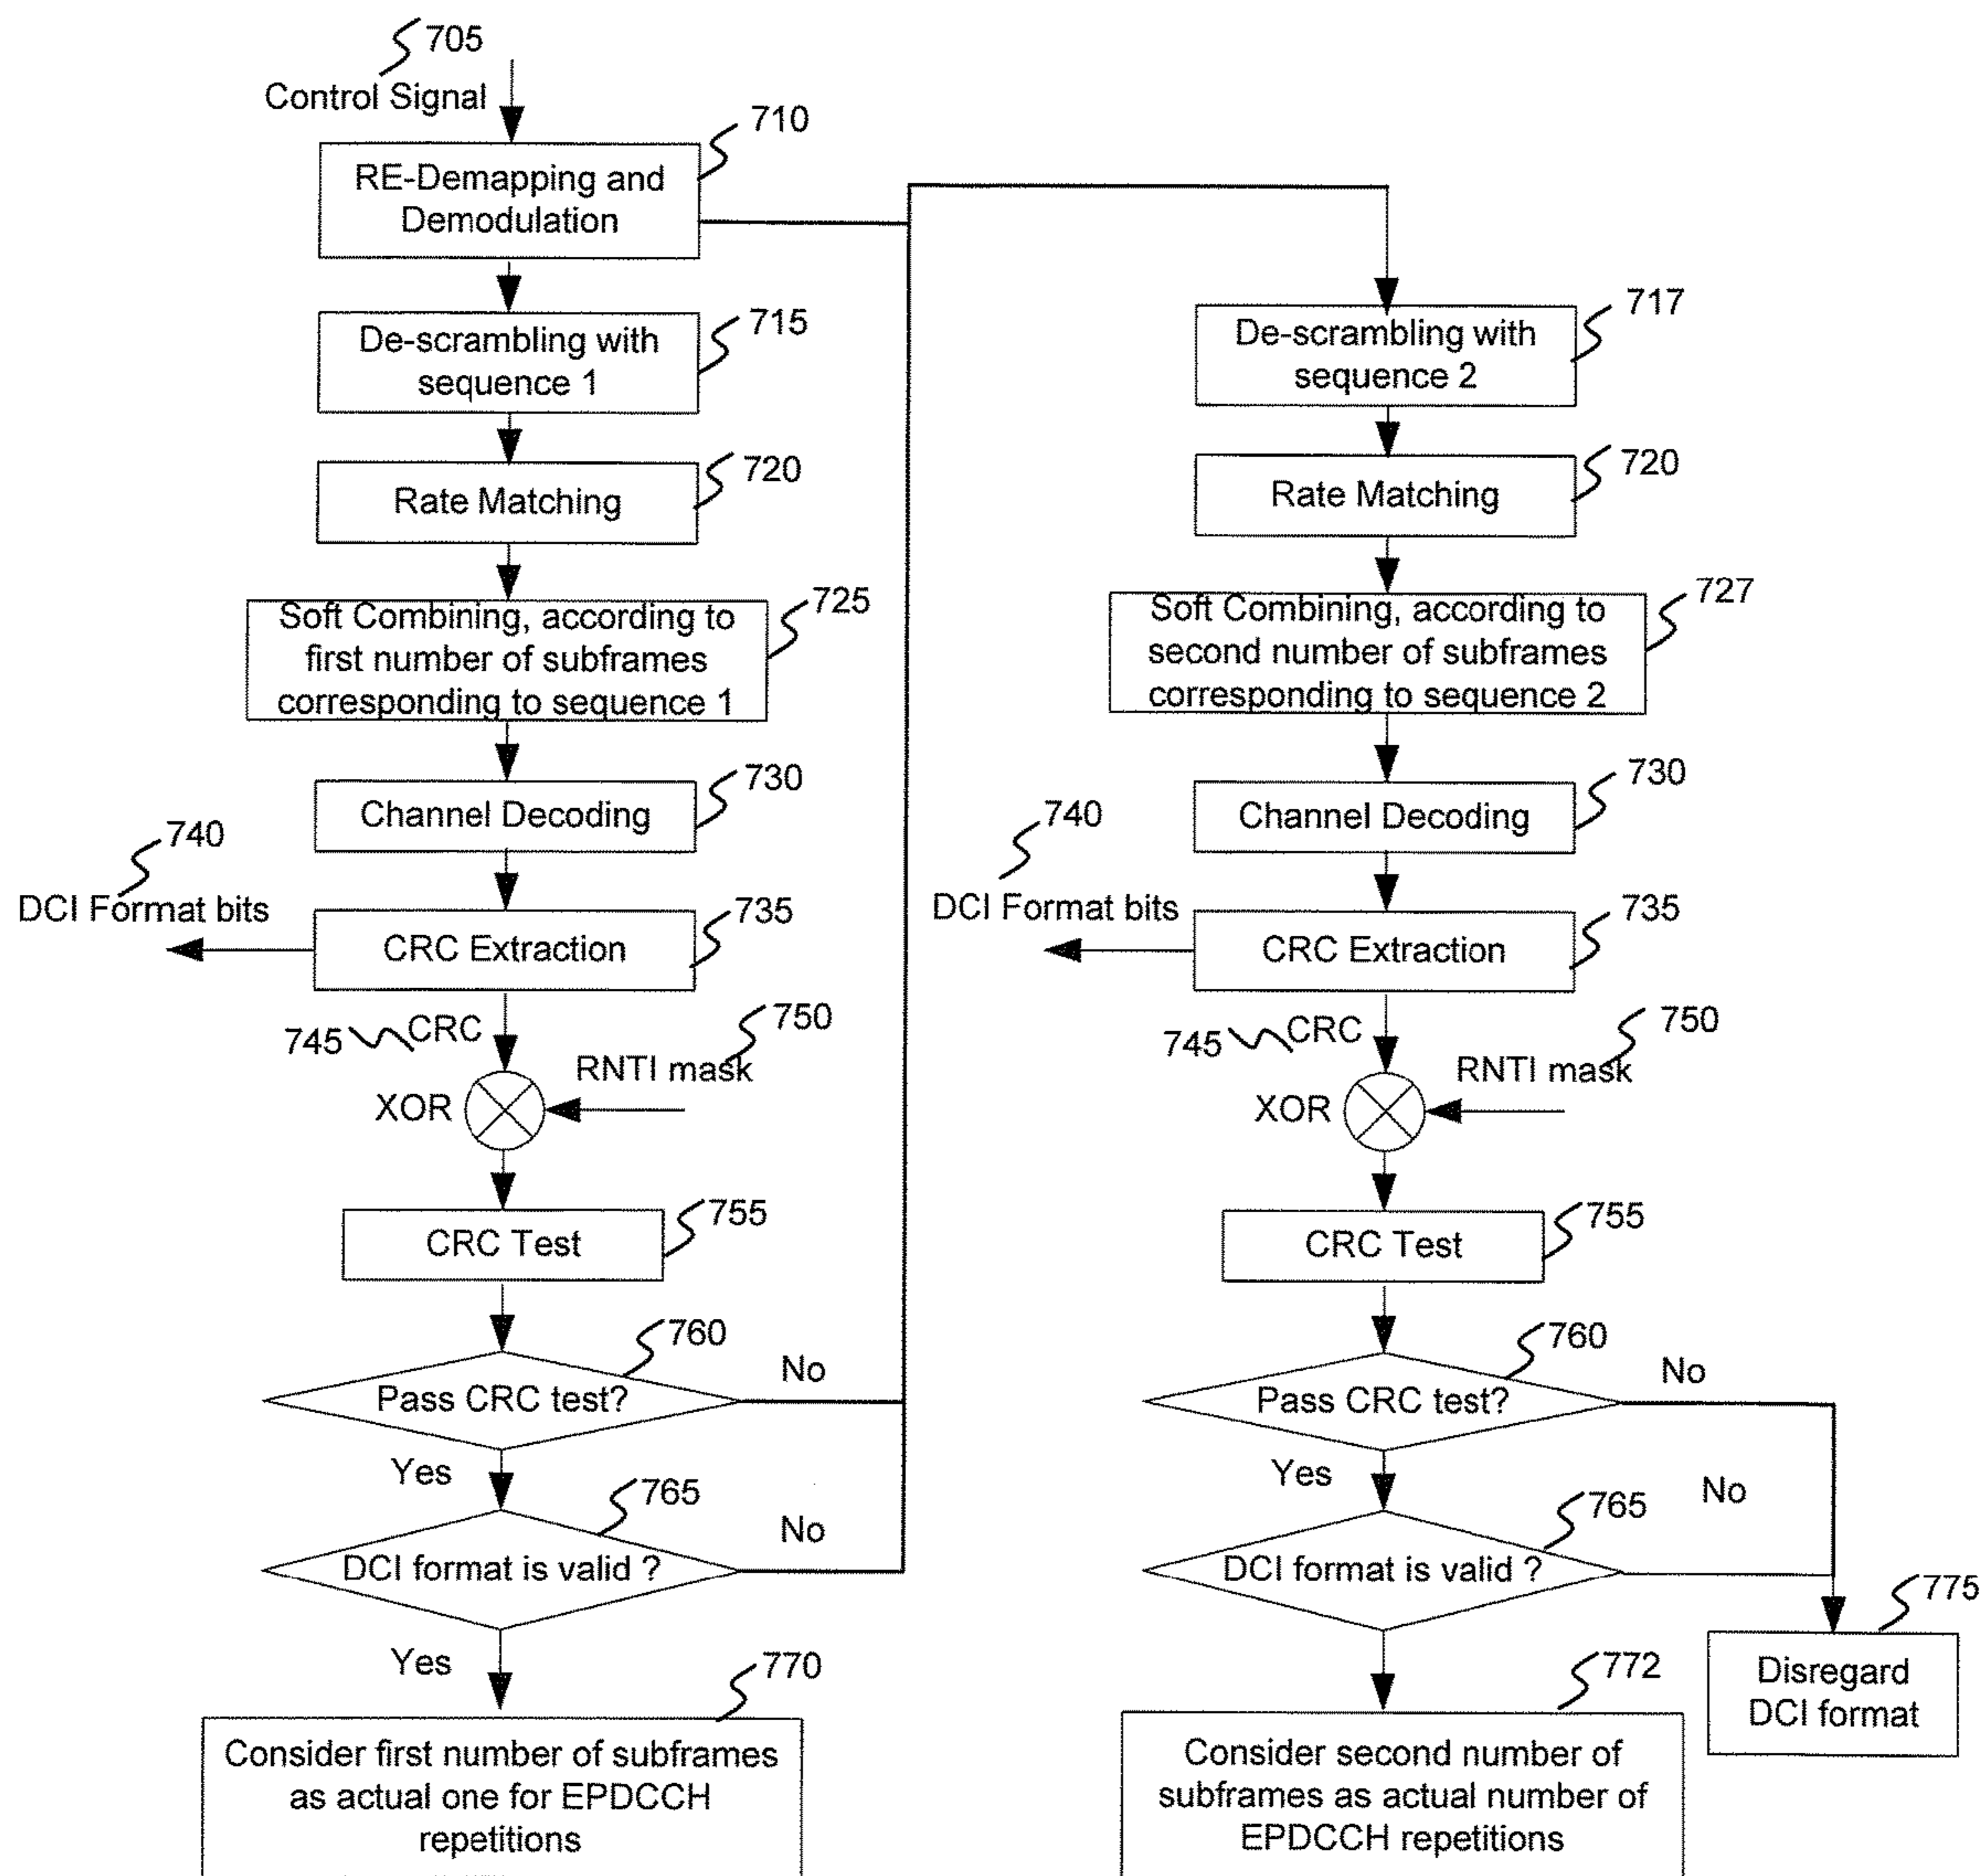 705
Control Signal
710
RE-Demapping and
Demodulation
715
De-scrambling with
sequence 1
720
Rate Matching
725
Soft Combining, according to
first number of subframes
corresponding to sequence 1
730
Channel Decoding
740
DCI Format bits
735
CRC Extraction
745
CRC
750
RNTI mask
XOR
755
CRC Test
760
Pass CRC test?
No
Yes
765
DCI format is valid ?
No
Yes
770
Consider first number of subframes
as actual one for EPDCCH
repetitions
717
De-scrambling with
sequence 2
720
Rate Matching
727
Soft Combining, according to
second number of subframes
corresponding to sequence 2
730
Channel Decoding
740
DCI Format bits
735
CRC Extraction
745
CRC
750
RNTI mask
XOR
755
CRC Test
760
Pass CRC test?
No
Yes
765
DCI format is valid ?
No
775
Disregard
DCI format
772
Consider second number of
subframes as actual number of
EPDCCH repetitions